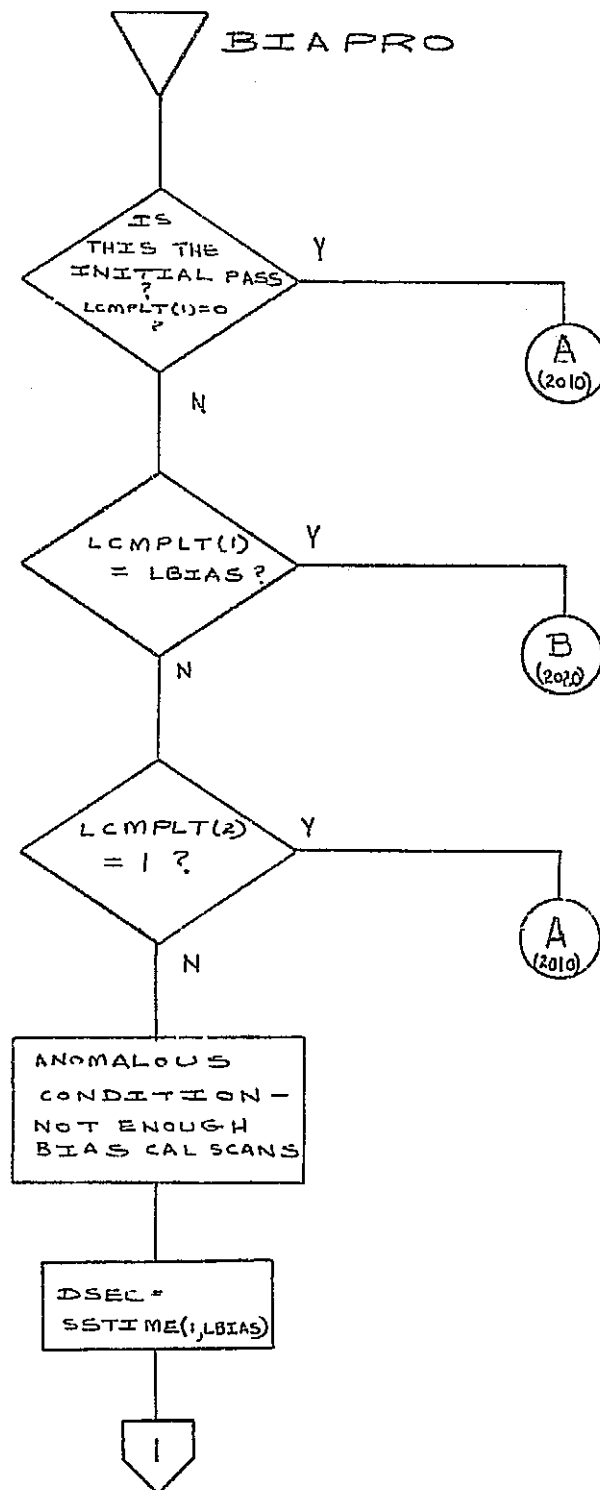 BIAPRO
IS
THIS THE
INITIAL PASS
?
LCMPLT(1)=0
?
Y
A
(2010)
N
LCMPLT(1)
= LBIAS ?
Y
B
(2020)
N
LCMPLT(2)
= 1 ?
Y
A
(2010)
N
ANOMALOUS
CONDITION —
NOT ENOUGH
BIAS CAL SCANS
DSEC =
SSTIME(1,LBIAS)
1